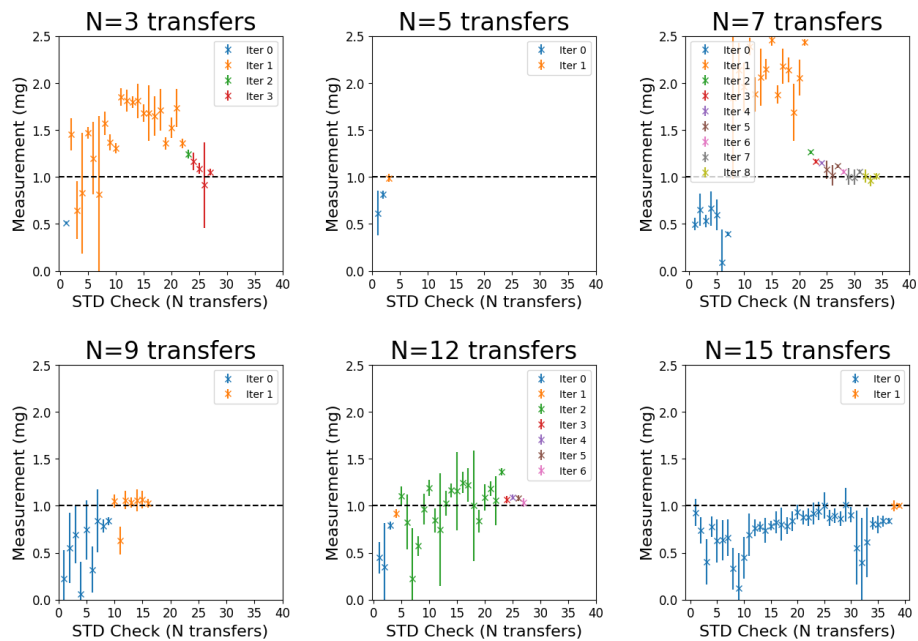 N=3 transfers
Measurement (mg)
2.5
2.0
1.5
1.0
0.5
0.0
0 5 10 15 20 25 30 35 40
STD Check (N transfers)
Iter 0
Iter 1
Iter 2
Iter 3
N=5 transfers
Measurement (mg)
2.5
2.0
1.5
1.0
0.5
0.0
0 5 10 15 20 25 30 35 40
STD Check (N transfers)
Iter 0
Iter 1
N=7 transfers
Measurement (mg)
2.5
2.0
1.5
1.0
0.5
0.0
0 5 10 15 20 25 30 35 40
STD Check (N transfers)
Iter 0
Iter 1
Iter 2
Iter 3
Iter 4
Iter 5
Iter 6
Iter 7
Iter 8
N=9 transfers
Measurement (mg)
2.5
2.0
1.5
1.0
0.5
0.0
0 5 10 15 20 25 30 35 40
STD Check (N transfers)
Iter 0
Iter 1
N=12 transfers
Measurement (mg)
2.5
2.0
1.5
1.0
0.5
0.0
0 5 10 15 20 25 30 35 40
STD Check (N transfers)
Iter 0
Iter 1
Iter 2
Iter 3
Iter 4
Iter 5
Iter 6
N=15 transfers
Measurement (mg)
2.5
2.0
1.5
1.0
0.5
0.0
0 5 10 15 20 25 30 35 40
STD Check (N transfers)
Iter 0
Iter 1